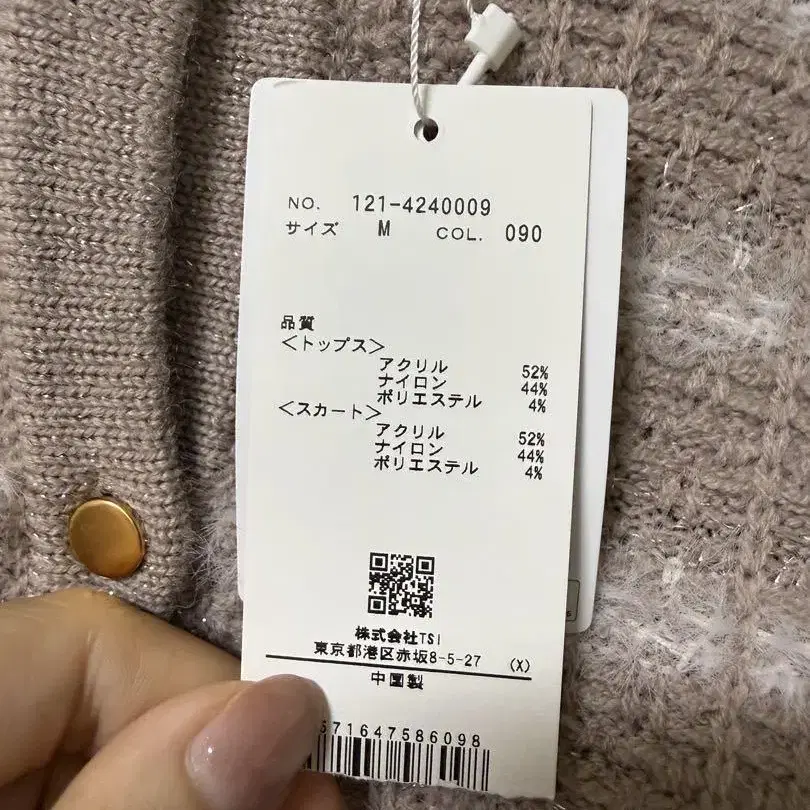 NO. 121-4240009
サイズ M COL. 090
品質
<トップス>
アクリル 52%
ナイロン 44%
ポリエステル 4%
<スカート>
アクリル 52%
ナイロン 44%
ポリエステル 4%
株式会社TSI
東京都港区赤坂8-5-27 (X)
中国製
571647586098